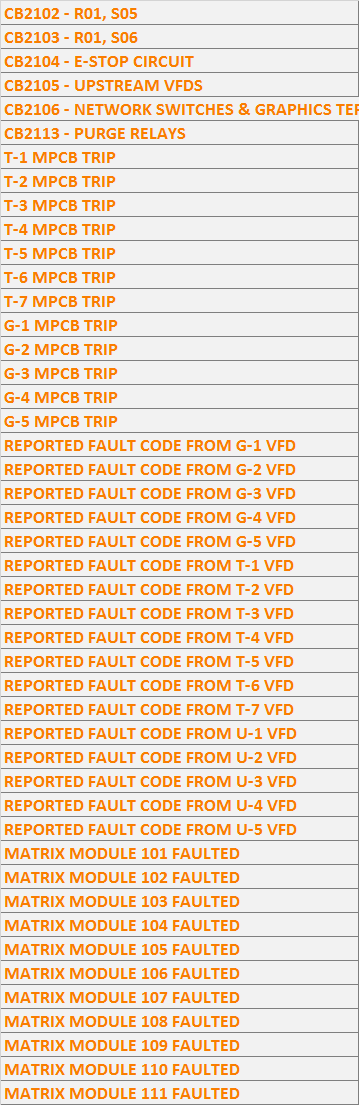 CB2102 - R01, S05
CB2103 - R01, S06
CB2104 - E-STOP CIRCUIT
CB2105 - UPSTREAM VFDS
CB2106 - NETWORK SWITCHES & GRAPHICS
CB2113 - PURGE RELAYS
T-1 MPCB TRIP
T-2 MPCB TRIP
T-3 MPCB TRIP
T-4 MPCB TRIP
T-5 MPCB TRIP
T-6 MPCB TRIP
T-7 MPCB TRIP
G-1 MPCB TRIP
G-2 MPCB TRIP
G-3 MPCB TRIP
G-4 MPCB TRIP
G-5 MPCB TRIP
REPORTED FAULT CODE FROM G-1 VFD
REPORTED FAULT CODE FROM G-2 VFD
REPORTED FAULT CODE FROM G-3 VFD
REPORTED FAULT CODE FROM G-4 VFD
REPORTED FAULT CODE FROM G-5 VFD
REPORTED FAULT CODE FROM T-1 VFD
REPORTED FAULT CODE FROM T-2 VFD
REPORTED FAULT CODE FROM T-3 VFD
REPORTED FAULT CODE FROM T-4 VFD
REPORTED FAULT CODE FROM T-5 VFD
REPORTED FAULT CODE FROM T-6 VFD
REPORTED FAULT CODE FROM T-7 VFD
REPORTED FAULT CODE FROM U-1 VFD
REPORTED FAULT CODE FROM U-2 VFD
REPORTED FAULT CODE FROM U-3 VFD
REPORTED FAULT CODE FROM U-4 VFD
REPORTED FAULT CODE FROM U-5 VFD
MATRIX MODULE 101 FAULTED
MATRIX MODULE 102 FAULTED
MATRIX MODULE 103 FAULTED
MATRIX MODULE 104 FAULTED
MATRIX MODULE 105 FAULTED
MATRIX MODULE 106 FAULTED
MATRIX MODULE 107 FAULTED
MATRIX MODULE 108 FAULTED
MATRIX MODULE 109 FAULTED
MATRIX MODULE 110 FAULTED
MATRIX MODULE 111 FAULTED